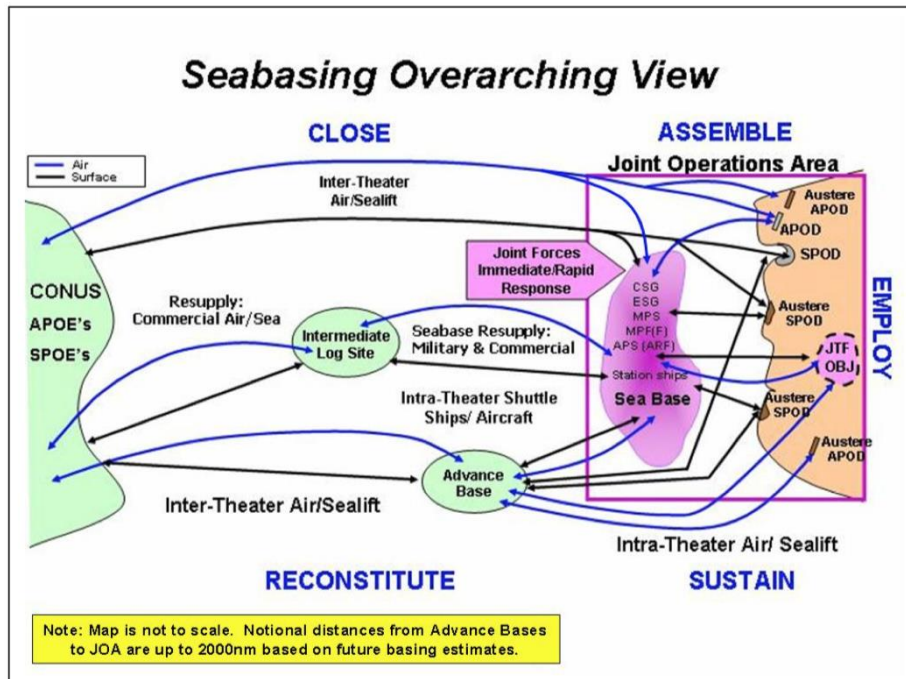 Seabasing Overarching View
CLOSE
ASSEMBLE
Joint Operations Area
Air
Surface
Inter-Theater
Air/Sealift
Austere
APOD
APOD
SPOD
Joint Forces
Immediate/Rapid
Response
CSG
ESG
MPS
MPF(F)
APS (ARF)
Station ships
Sea Base
CONUS
APOE's
SPOE's
Resupply:
Commercial Air/Sea
Intermediate
Log Site
Seabase Resupply:
Military & Commercial
Austere
SPOD
EMPLOY
JTF
OBJ
Intra-Theater Shuttle
Ships/ Aircraft
Austere
SPOD
Austere
APOD
Advance
Base
Inter-Theater Air/Sealift
Intra-Theater Air/ Sealift
RECONSTITUTE
SUSTAIN
Note: Map is not to scale. Notional distances from Advance Bases
to JOA are up to 2000nm based on future basing estimates.